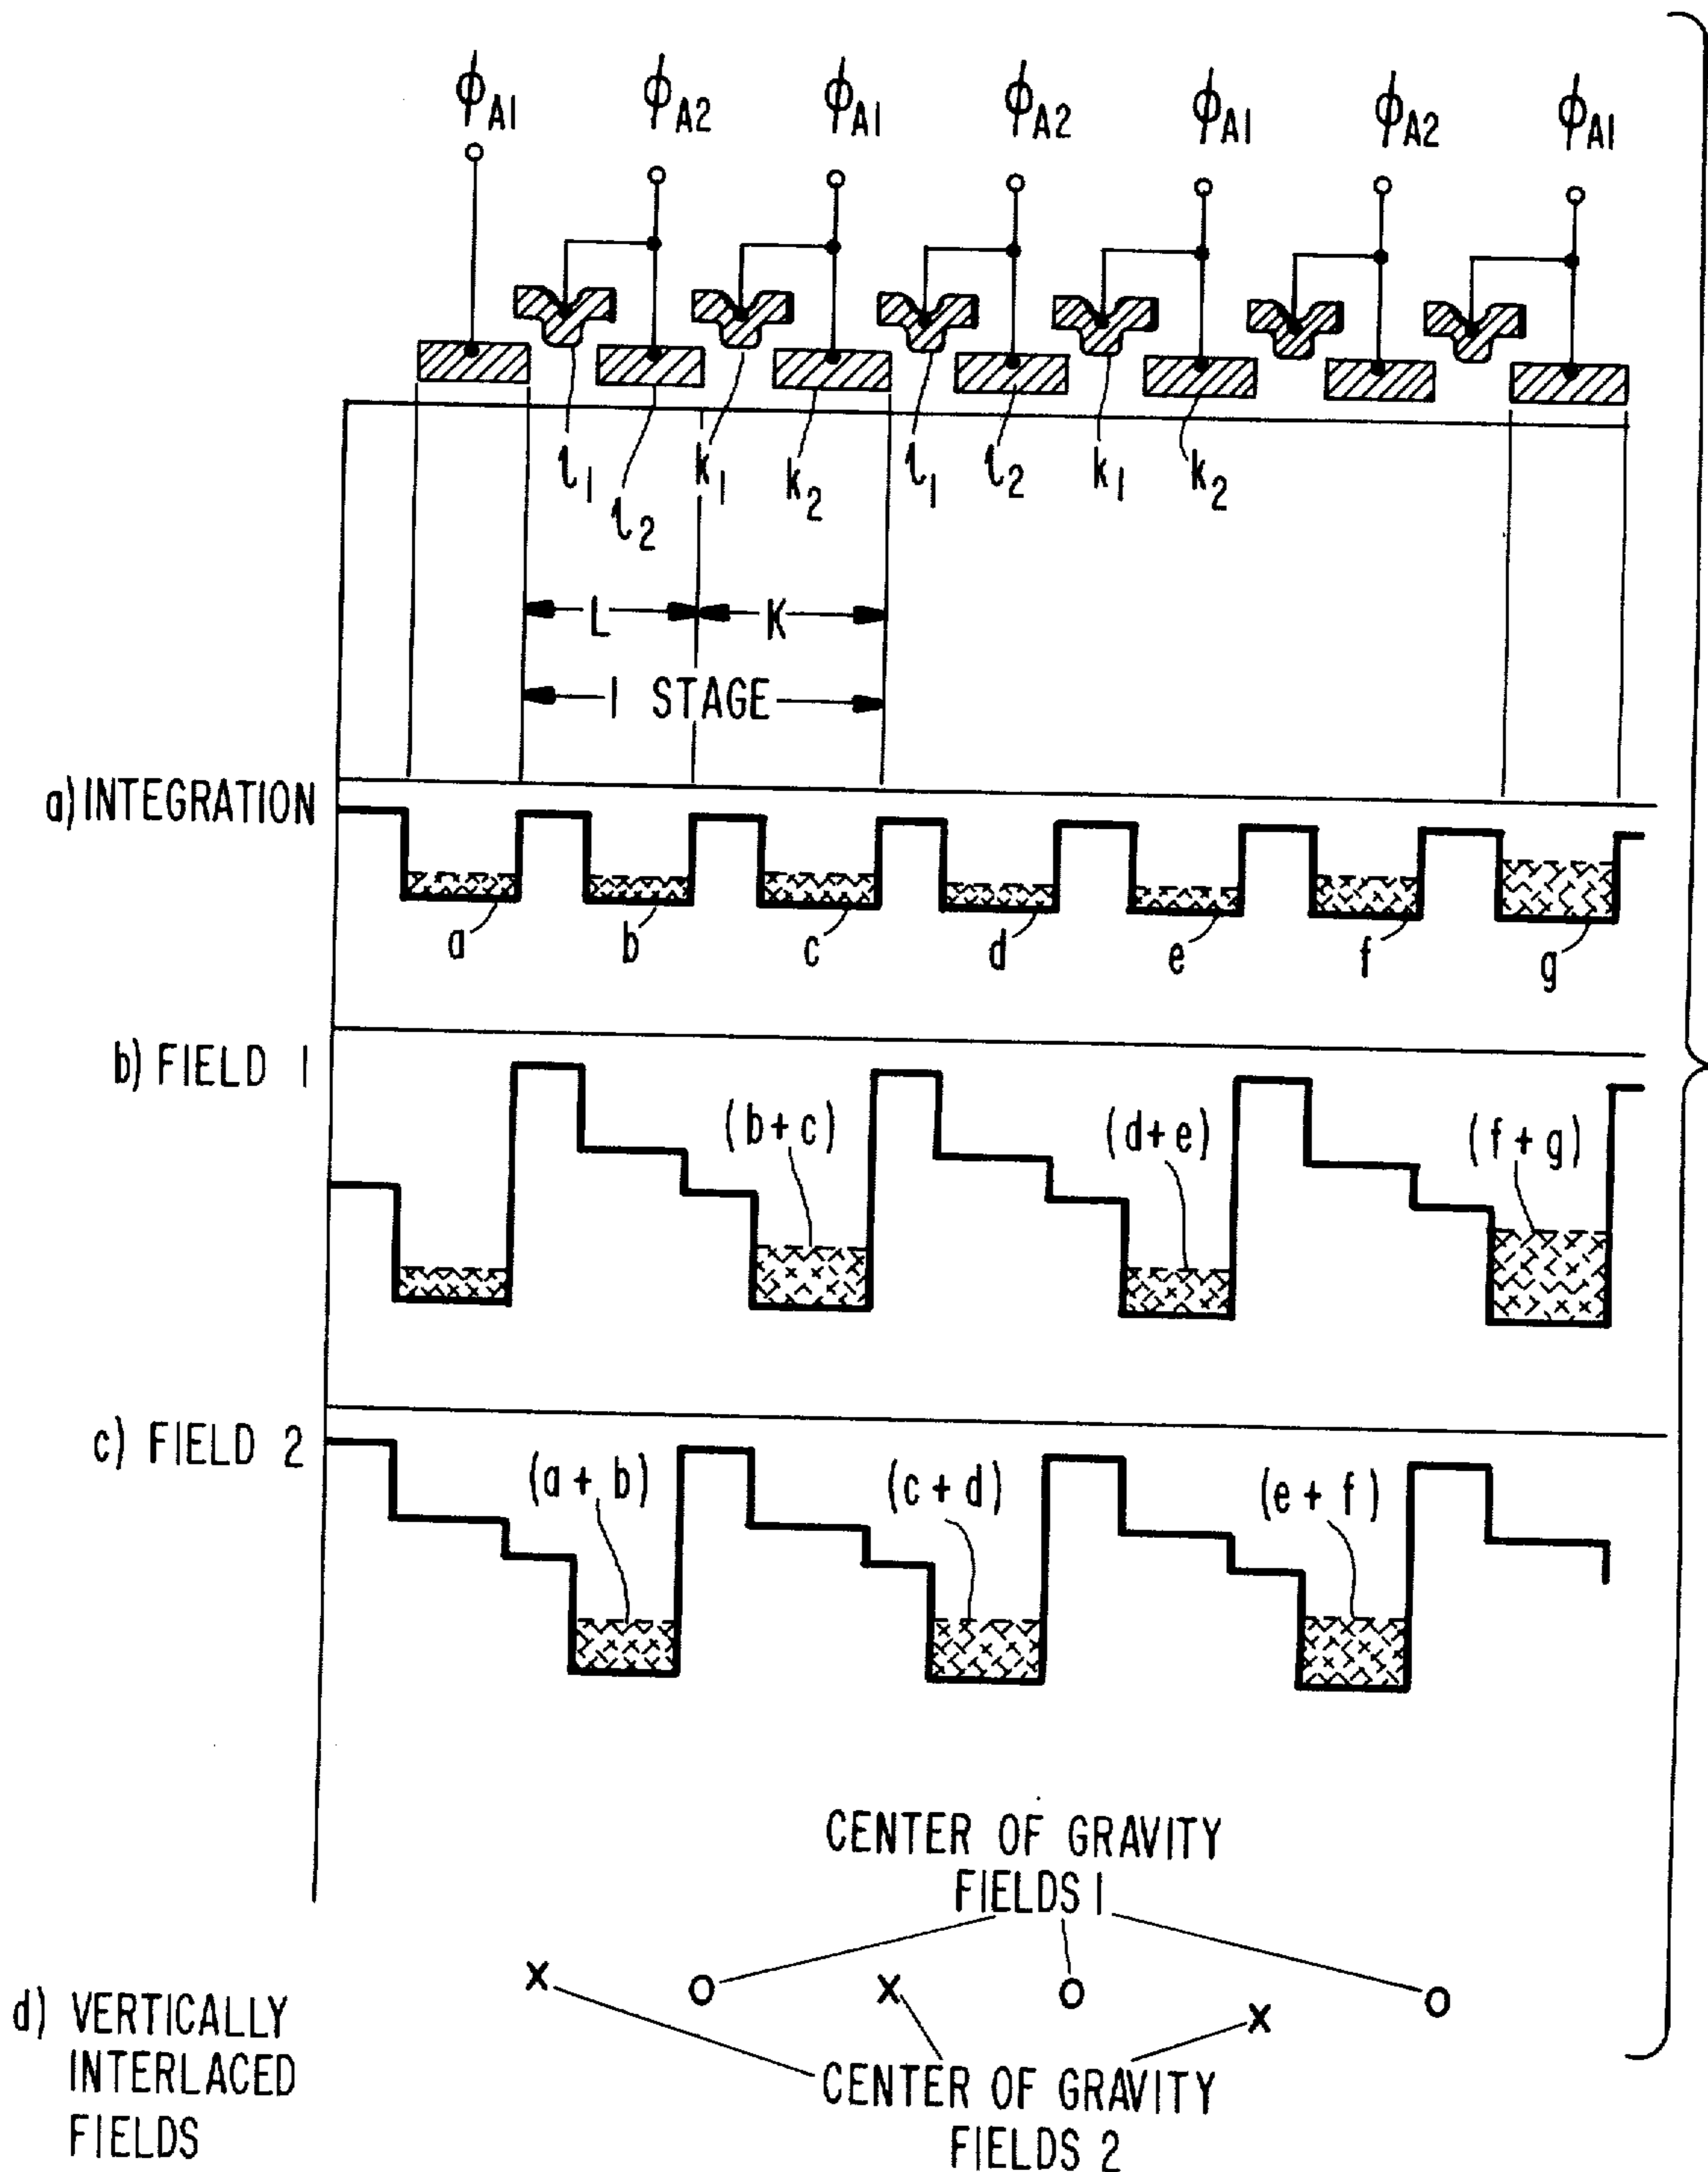 ϕA1 ϕA2 ϕA1 ϕA2 ϕA1 ϕA2 ϕA1
l1 l2 k1 k2 l1 l2 k1 k2
L K
1 STAGE
a) INTEGRATION
a b c d e f g
b) FIELD 1
(b + c) (d + e) (f + g)
c) FIELD 2
(a + b) (c + d) (e + f)
CENTER OF GRAVITY
FIELDS 1
x o x o x o
d) VERTICALLY
INTERLACED
FIELDS
CENTER OF GRAVITY
FIELDS 2